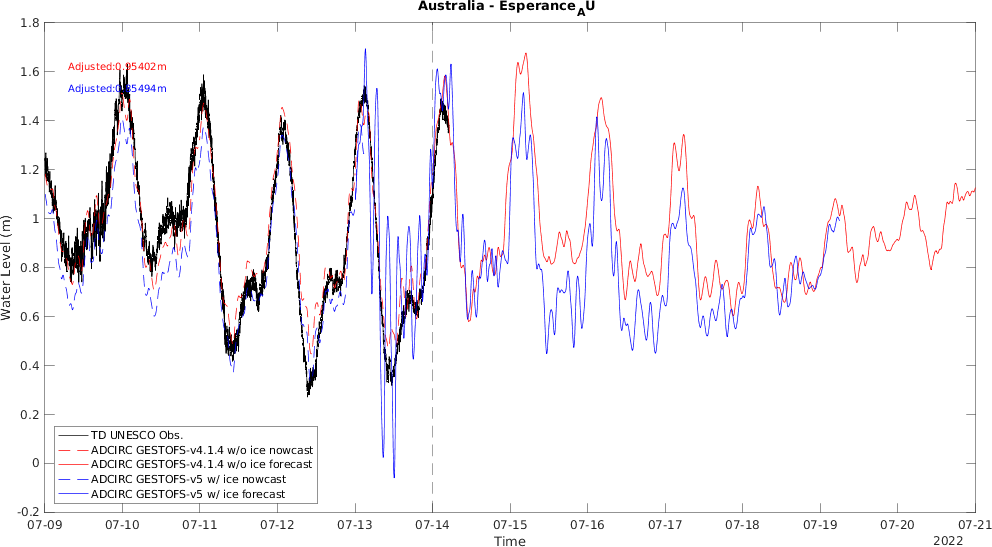 Australia - Esperance_AU
1.8
1.6
1.4
1.2
1
0.8
0.6
0.4
0.2
0
-0.2
Water Level (m)
Adjusted:0.95402m
Adjusted:0.85494m
TD UNESCO Obs.
ADCIRC GESTOFS-v4.1.4 w/o ice nowcast
ADCIRC GESTOFS-v4.1.4 w/o ice forecast
ADCIRC GESTOFS-v5 w/ ice nowcast
ADCIRC GESTOFS-v5 w/ ice forecast
07-09 07-10 07-11 07-12 07-13 07-14 07-15 07-16 07-17 07-18 07-19 07-20 07-21
Time
2022